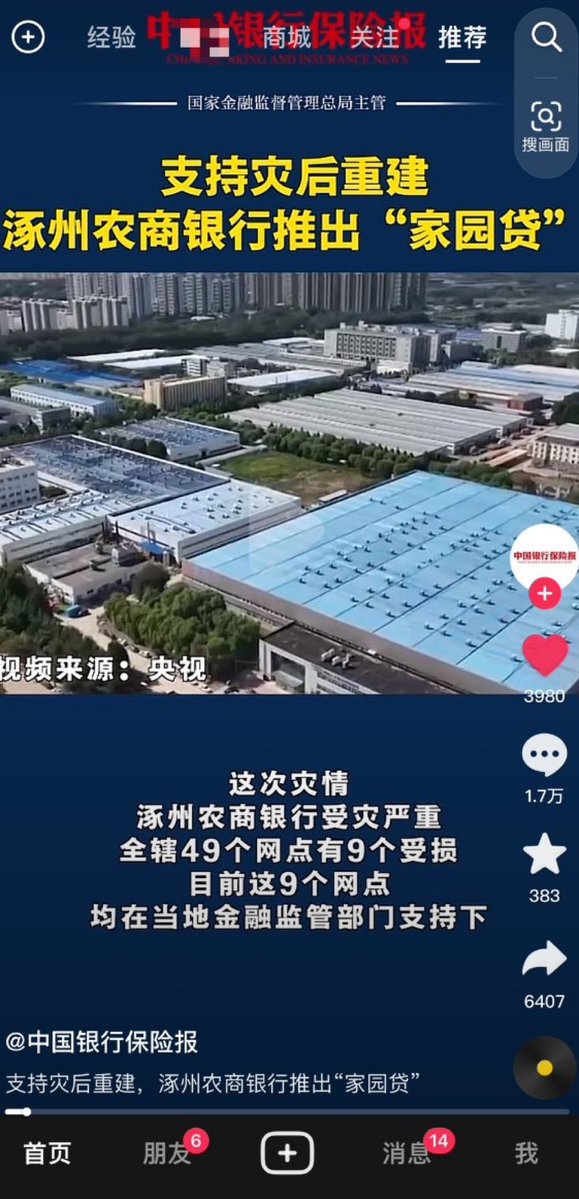 经验
商城
关注
推荐
中国银行保险报
BANKING AND INSURANCE NEWS
国家金融监督管理总局主管
搜画面
支持灾后重建
涿州农商银行推出“家园贷”
中国银行保险报
视频来源：央视
3980
1.7万
383
6407
这次灾情
涿州农商银行受灾严重
全辖49个网点有9个受损
目前这9个网点
均在当地金融监管部门支持下
@中国银行保险报
支持灾后重建，涿州农商银行推出“家园贷”
首页
朋友
6
消息
14
我